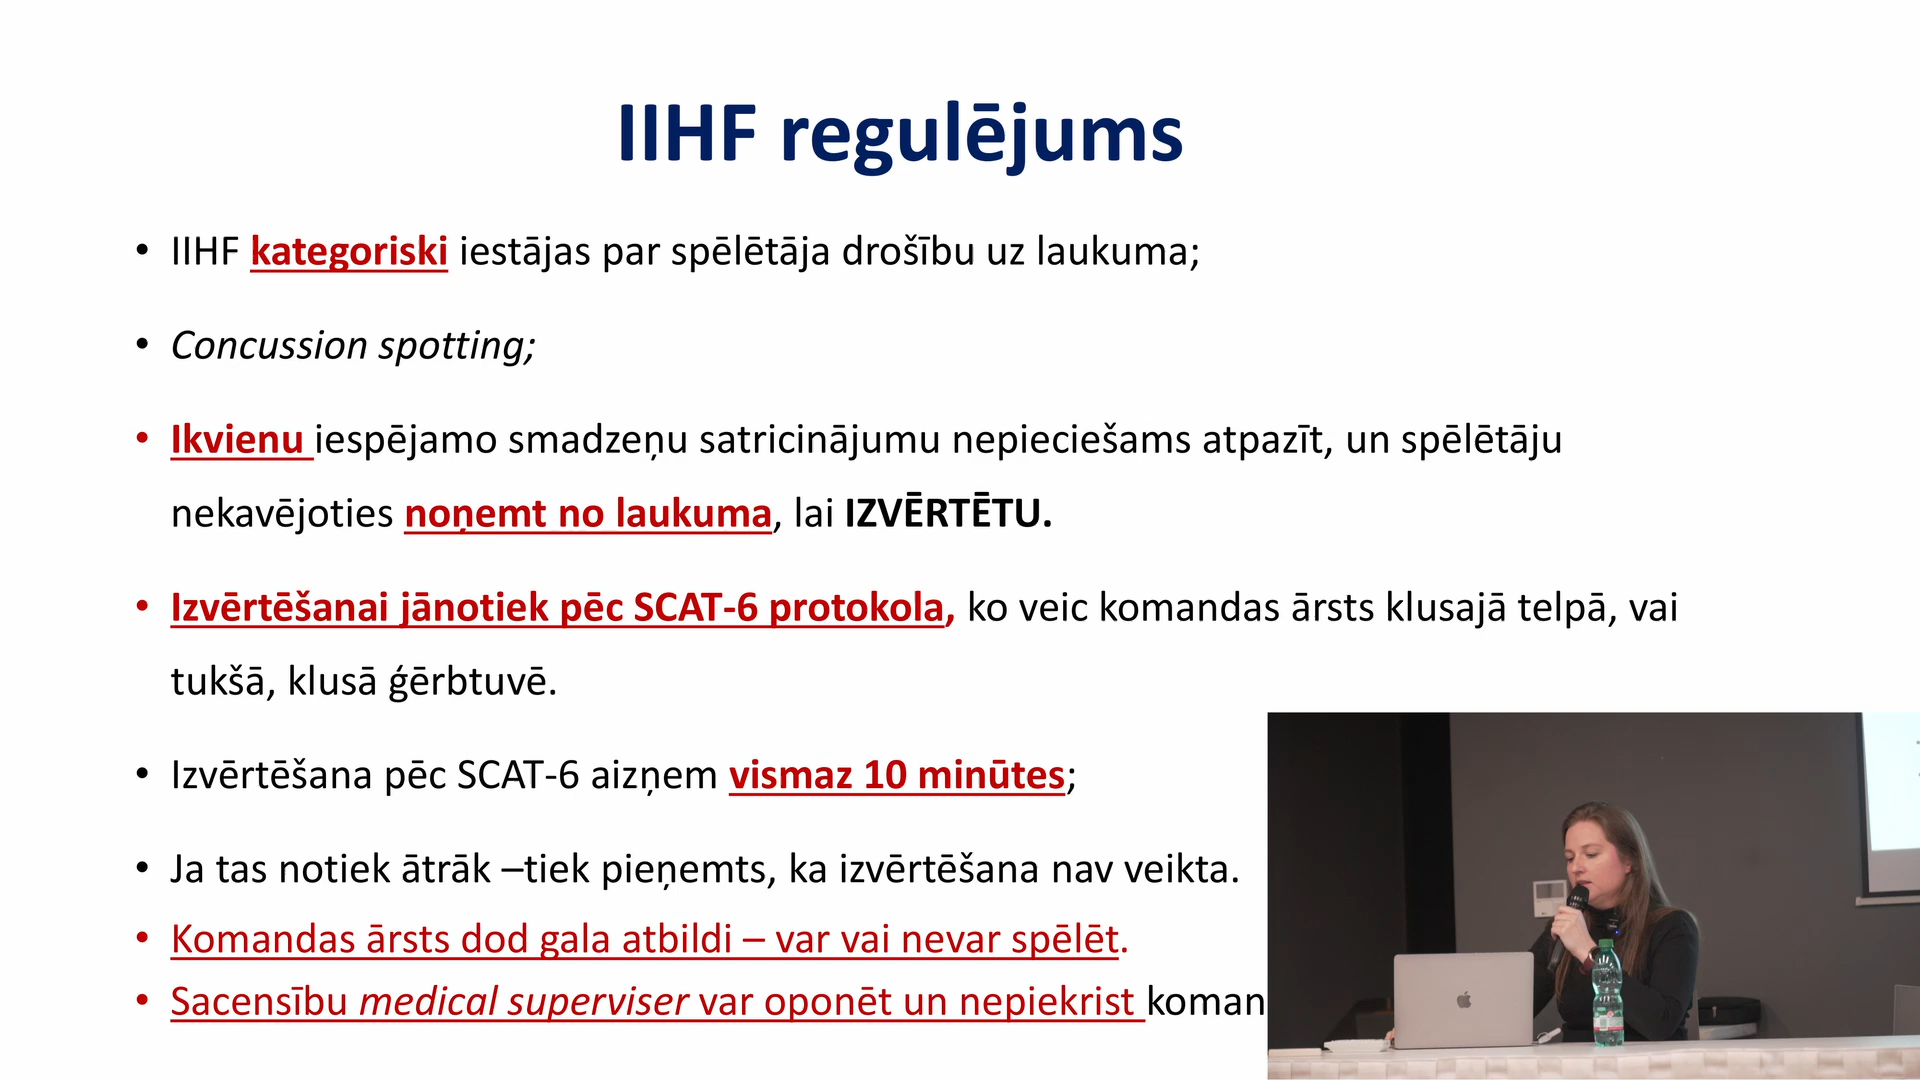 IIHF regulējums
• IIHF kategoriski iestājas par spēlētāja drošību uz laukuma;
• Concussion spotting;
• Ikvienu iespējamo smadzeņu satricinājumu nepieciešams atpazīt, un spēlētāju
nekavējoties noņemt no laukuma, lai IZVĒRTĒTU.
• Izvērtēšanai jānotiek pēc SCAT-6 protokola, ko veic komandas ārsts klusajā telpā, vai
tukšā, klusā ģērbtuvē.
• Izvērtēšana pēc SCAT-6 aizņem vismaz 10 minūtes;
• Ja tas notiek ātrāk –tiek pieņemts, ka izvērtēšana nav veikta.
• Komandas ārsts dod gala atbildi – var vai nevar spēlēt.
• Sacensību medical superviser var oponēt un nepiekrist